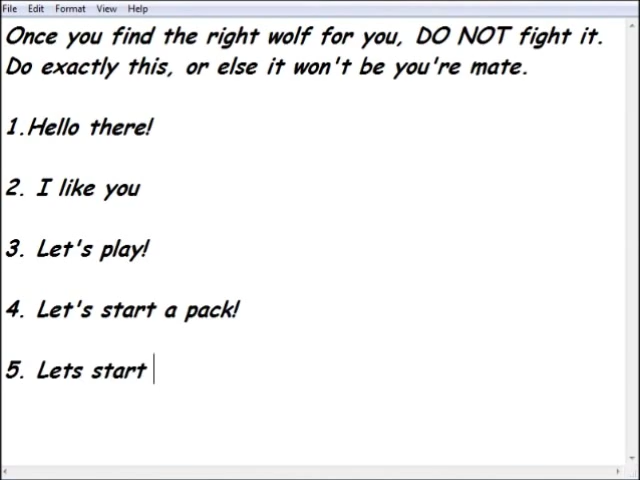 File Edit Format View Help
Once you find the right wolf for you, DO NOT fight it.
Do exactly this, or else it won't be you're mate.
1.Hello there!
2. I like you
3. Let's play!
4. Let's start a pack!
5. Lets start